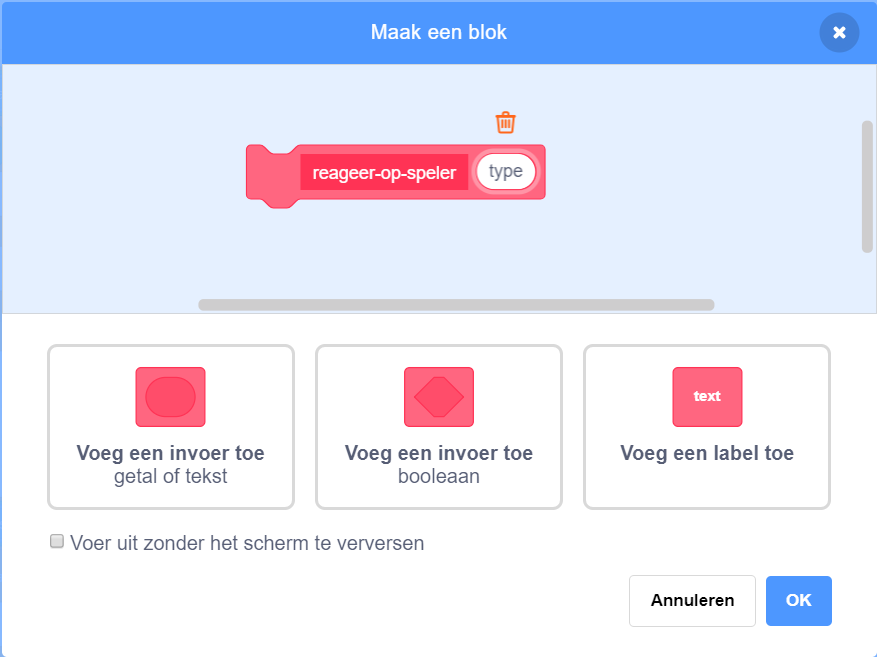 Maak een blok
reageer-op-speler type
text
Voeg een invoer toe
getal of tekst
Voeg een invoer toe
booleaan
Voeg een label toe
Voer uit zonder het scherm te verversen
Annuleren
OK